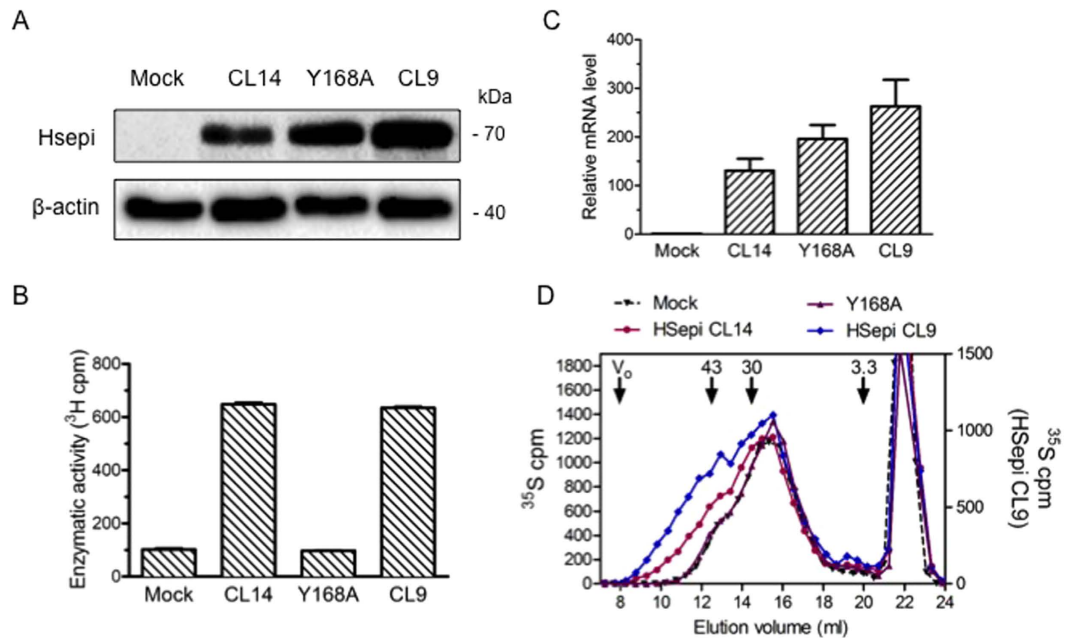 A
Mock CL14 Y168A CL9
kDa
Hsepi - 70
β-actin - 40
B
Enzymatic activity (³H cpm)
800
600
400
200
0
Mock CL14 Y168A CL9
C
Relative mRNA level
400
300
200
100
0
Mock CL14 Y168A CL9
D
Mock Y168A
HSepi CL14 HSepi CL9
³⁵S cpm
1800
1600
1400
1200
1000
800
600
400
200
0
Vo 43 30 3.3
1500
1000
500
0
³⁵S cpm
(HSepi CL9)
8 10 12 14 16 18 20 22 24
Elution volume (ml)